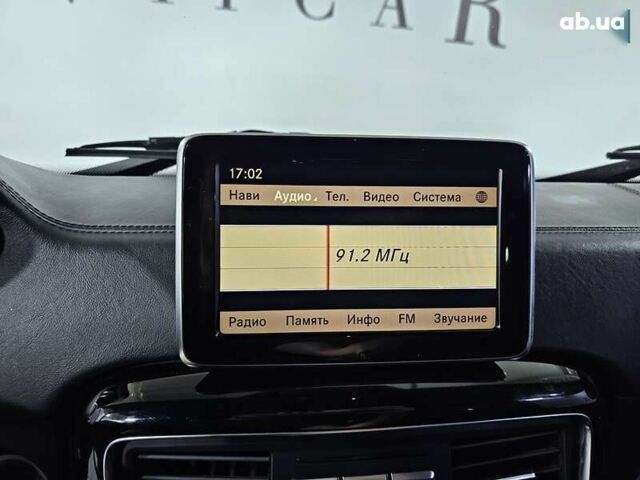 ab.ua
17:02
Нави Аудио Тел. Видео Система
91.2 МГц
Радио Память Инфо FM Звучание